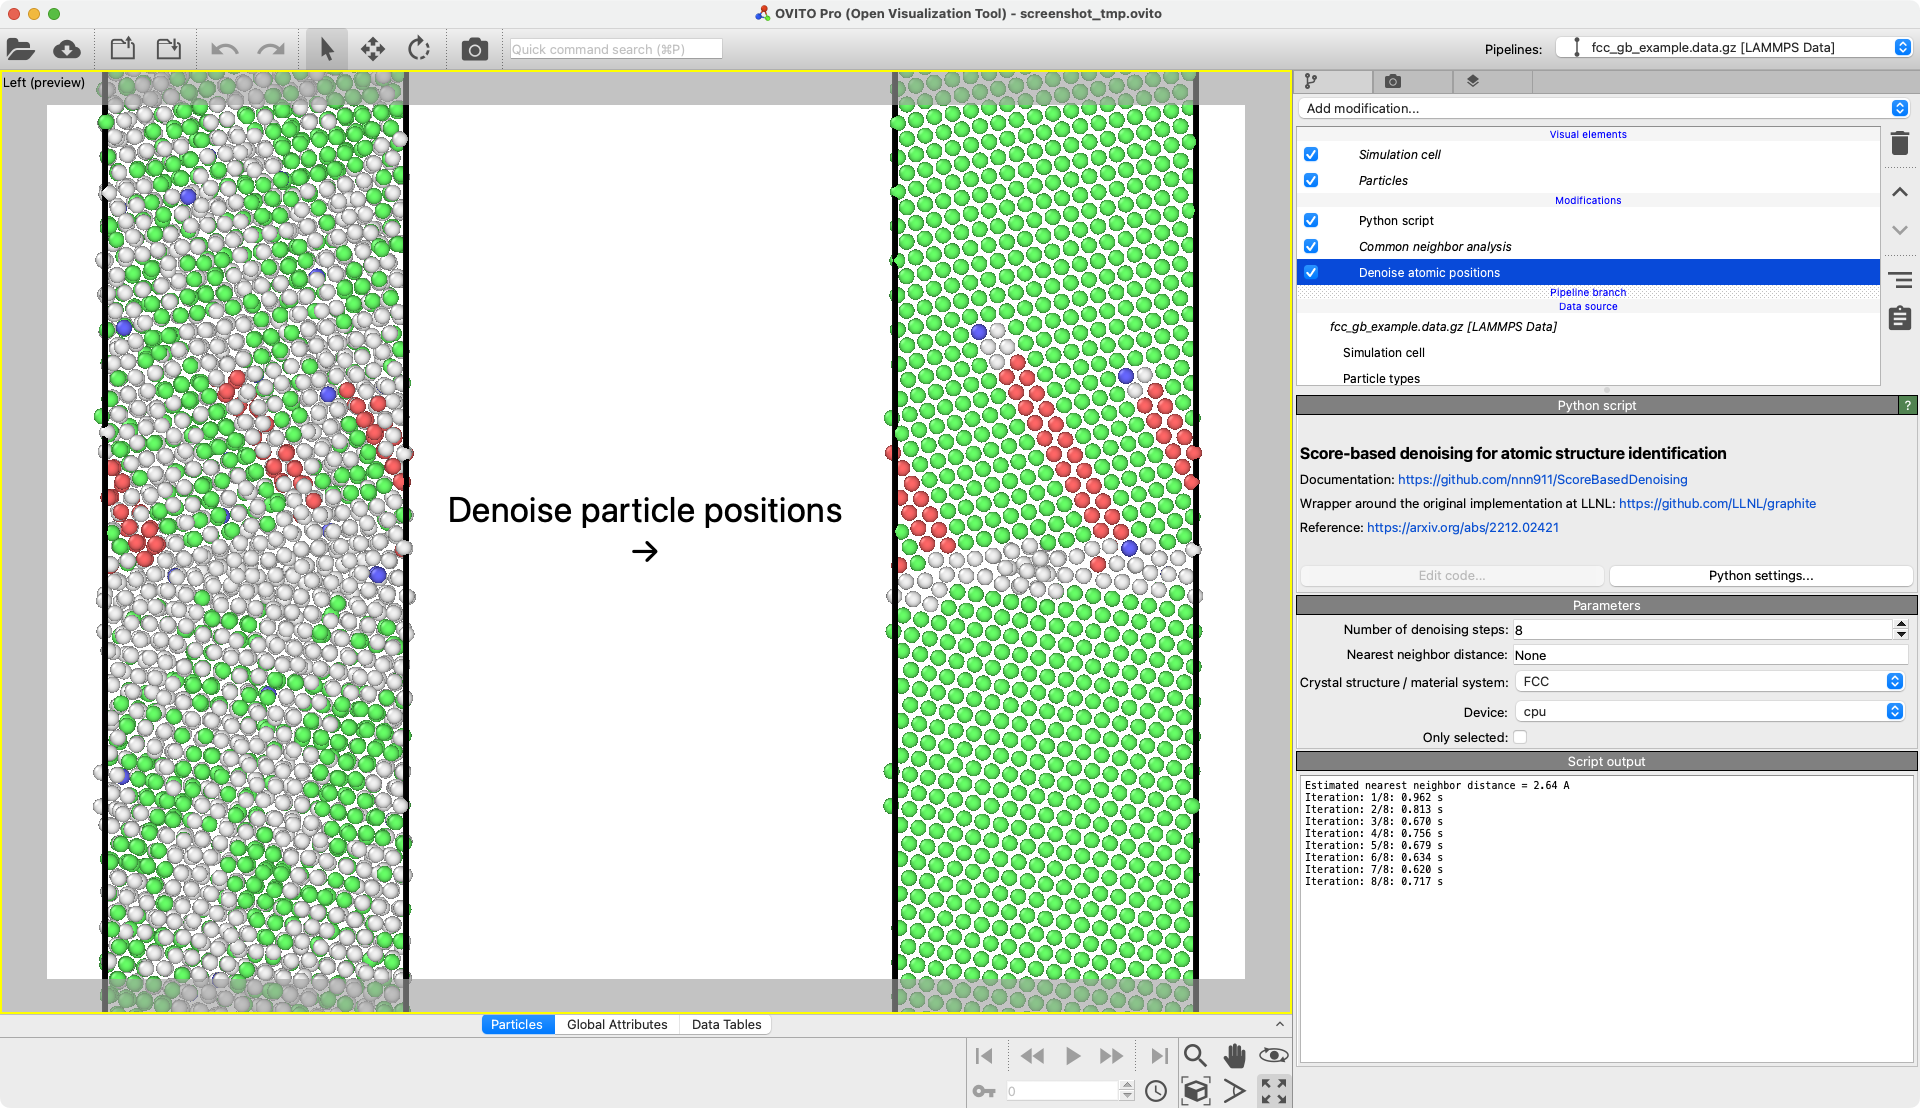 OVITO Pro (Open Visualization Tool) - screenshot_tmp.ovito
Quick command search (⌘P)
Pipelines:
fcc_gb_example.data.gz [LAMMPS Data]
Left (preview)
Denoise particle positions
→
Add modification...
Visual elements
Simulation cell
Particles
Modifications
Python script
Common neighbor analysis
Denoise atomic positions
Pipeline branch
Data source
fcc_gb_example.data.gz [LAMMPS Data]
Simulation cell
Particle types
Python script
?
Score-based denoising for atomic structure identification
Documentation: https://github.com/nnn911/ScoreBasedDenoising
Wrapper around the original implementation at LLNL: https://github.com/LLNL/graphite
Reference: https://arxiv.org/abs/2212.02421
Edit code...
Python settings...
Parameters
Number of denoising steps: 8
Nearest neighbor distance: None
Crystal structure / material system: FCC
Device: cpu
Only selected:
Script output
Estimated nearest neighbor distance = 2.64 A
Iteration: 1/8: 0.962 s
Iteration: 2/8: 0.813 s
Iteration: 3/8: 0.670 s
Iteration: 4/8: 0.756 s
Iteration: 5/8: 0.679 s
Iteration: 6/8: 0.634 s
Iteration: 7/8: 0.620 s
Iteration: 8/8: 0.717 s
Particles
Global Attributes
Data Tables
0